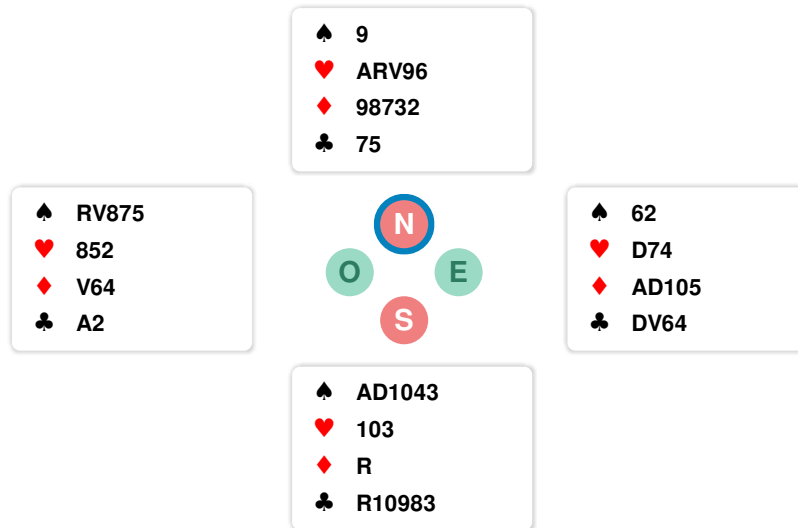 ♠ 9
♥ ARV96
♦ 98732
♣ 75
♠ RV875
♥ 852
♦ V64
♣ A2
N
O E
S
♠ 62
♥ D74
♦ AD105
♣ DV64
♠ AD1043
♥ 103
♦ R
♣ R10983